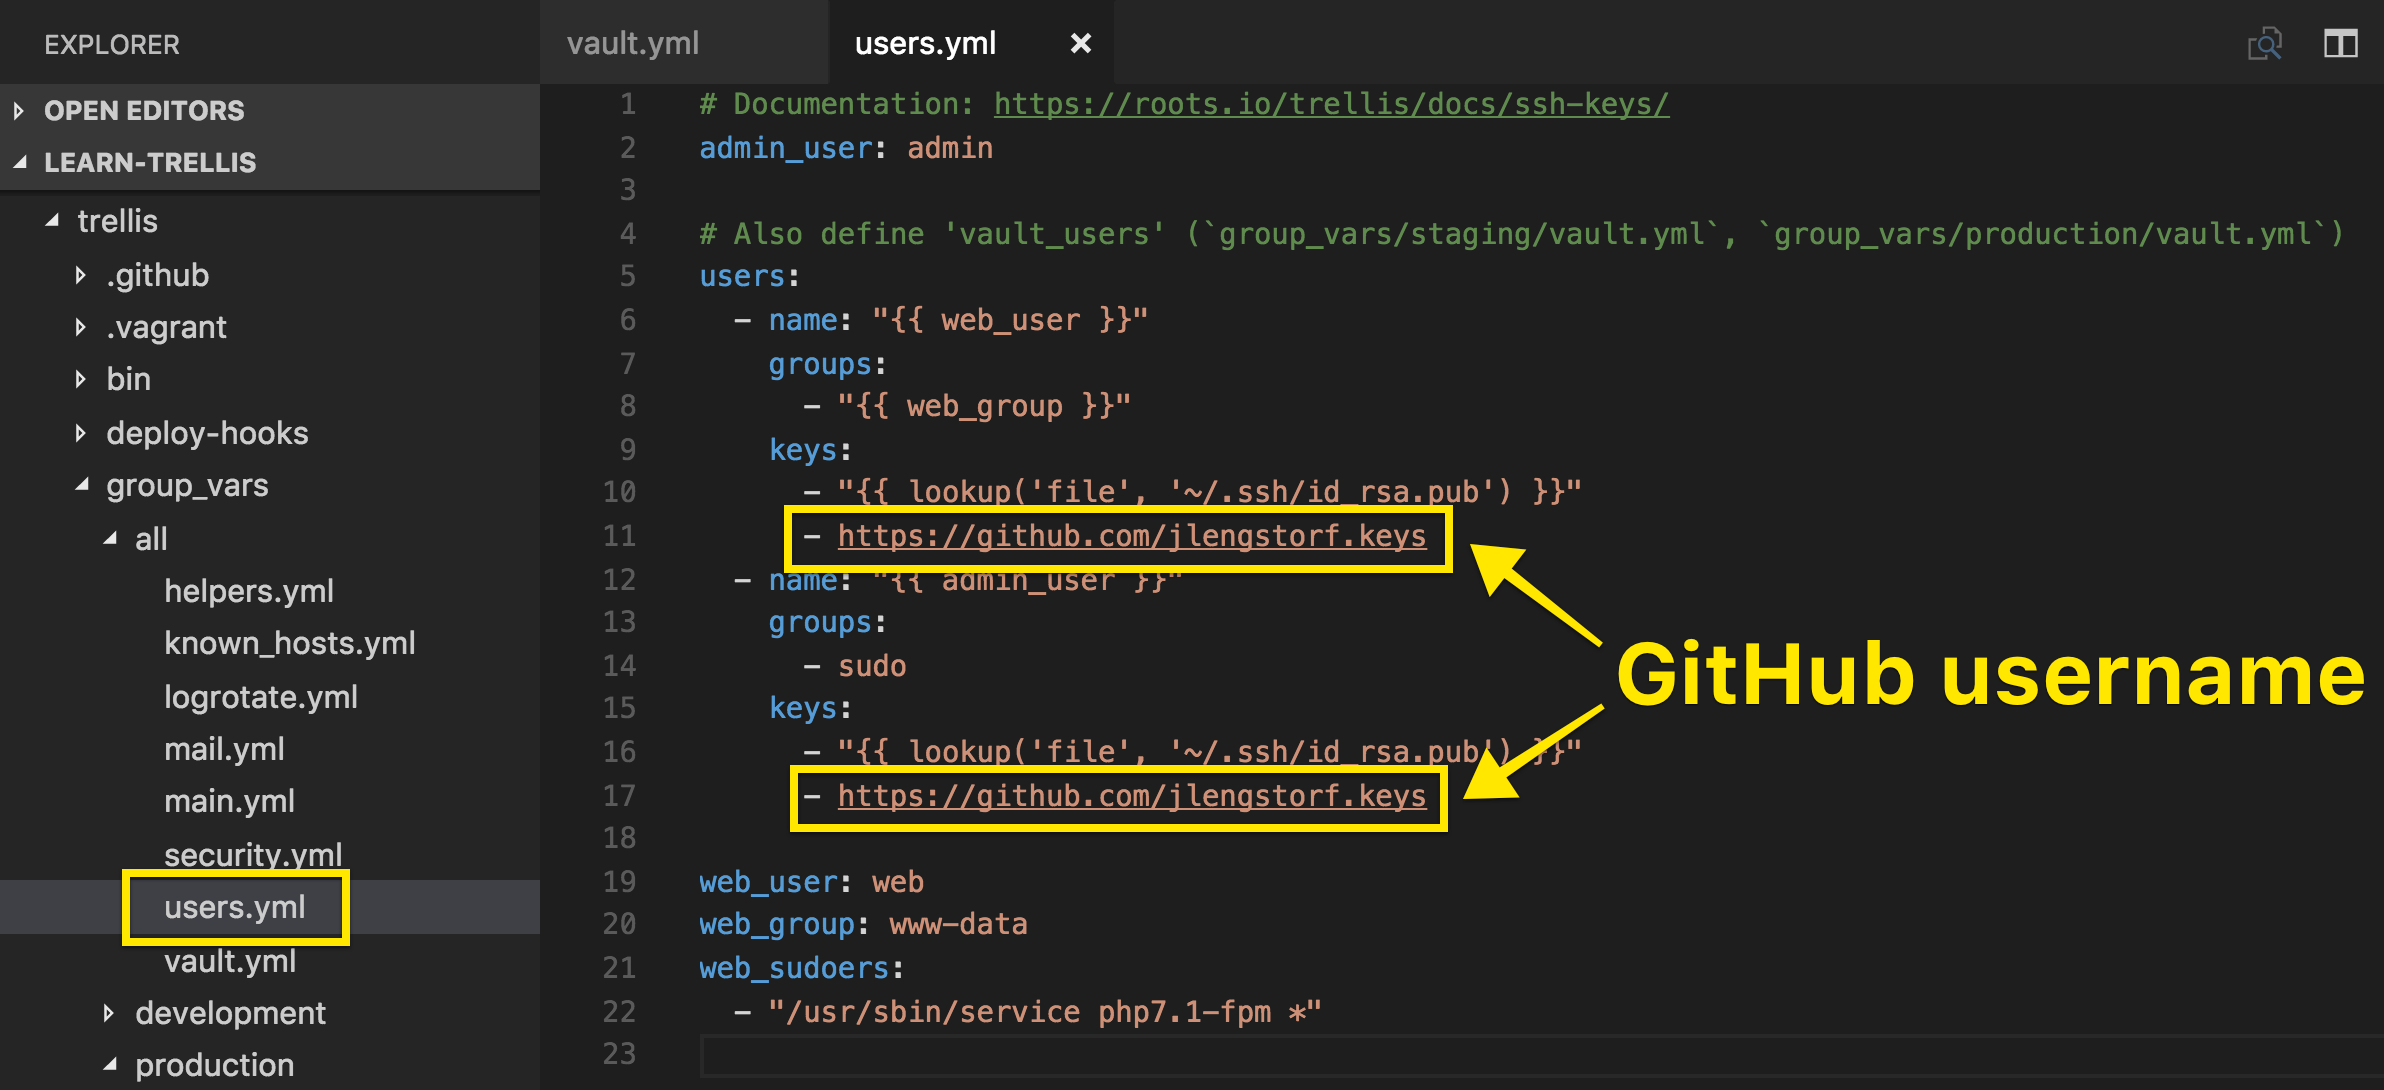 EXPLORER
OPEN EDITORS
LEARN-TRELLIS
trellis
.github
.vagrant
bin
deploy-hooks
group_vars
all
helpers.yml
known_hosts.yml
logrotate.yml
mail.yml
main.yml
security.yml
users.yml
vault.yml
development
production
vault.yml
users.yml
1 # Documentation: https://roots.io/trellis/docs/ssh-keys/
2 admin_user: admin
3
4 # Also define 'vault_users' (`group_vars/staging/vault.yml`, `group_vars/production/vault.yml`)
5 users:
6   - name: "{{ web_user }}"
7     groups:
8       - "{{ web_group }}"
9     keys:
10       - "{{ lookup('file', '~/.ssh/id_rsa.pub') }}"
11       - https://github.com/jlengstorf.keys
12   - name: "{{ admin_user }}"
13     groups:
14       - sudo
15     keys:
16       - "{{ lookup('file', '~/.ssh/id_rsa.pub') }}"
17       - https://github.com/jlengstorf.keys
18
19 web_user: web
20 web_group: www-data
21 web_sudoers:
22   - "/usr/sbin/service php7.1-fpm *"
23
GitHub username